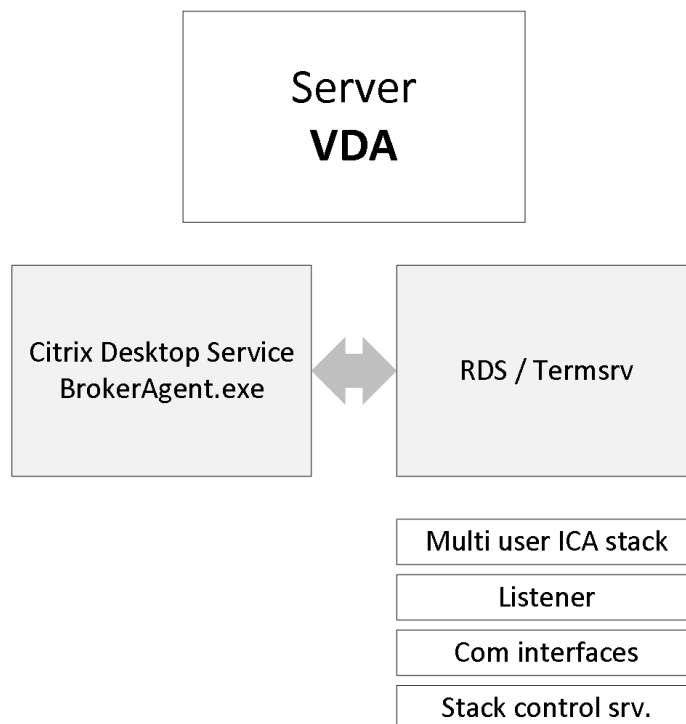 Server
VDA
Citrix Desktop Service
BrokerAgent.exe
RDS / Termsrv
Multi user ICA stack
Listener
Com interfaces
Stack control srv.